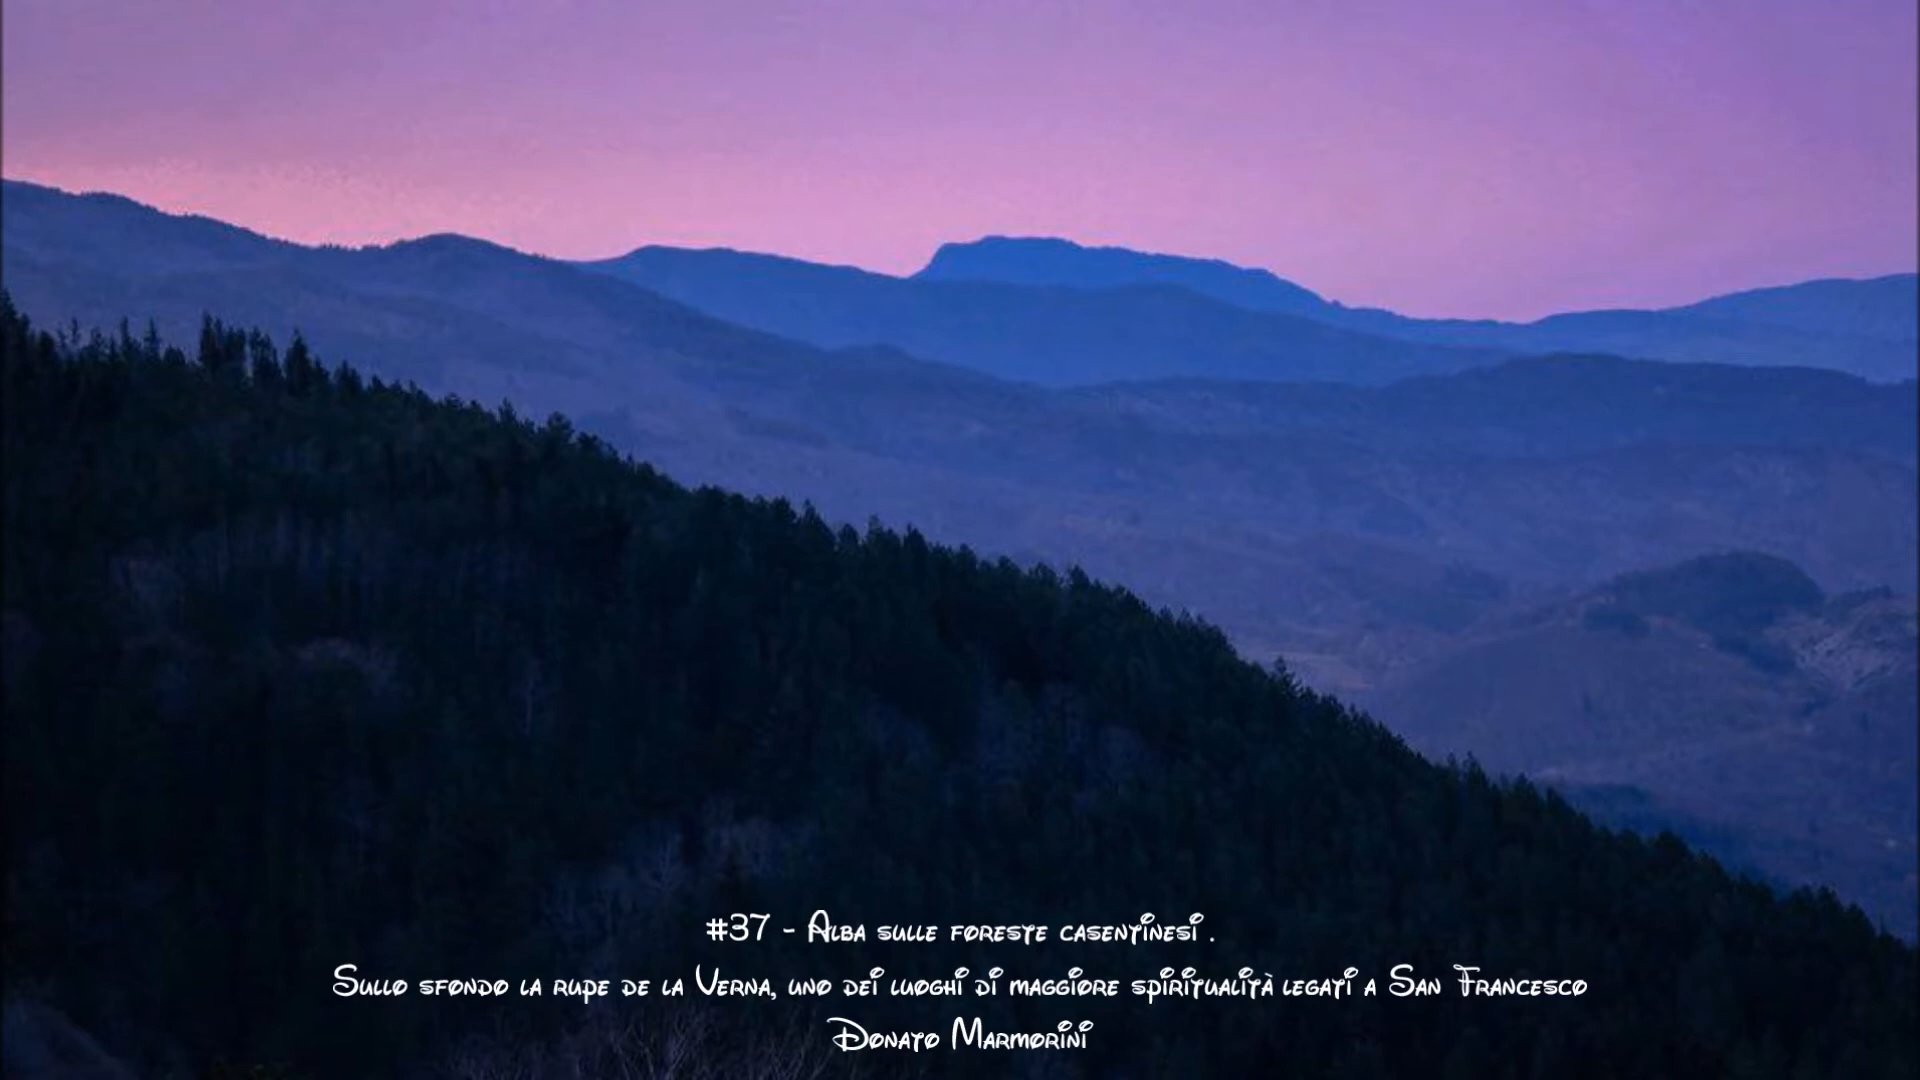 #37 - Alba sulle foreste casentinesi .
Sullo sfondo la rupe de la Verna, uno dei luoghi di maggiore spiritualità legati a San Francesco
Donato Marmorini